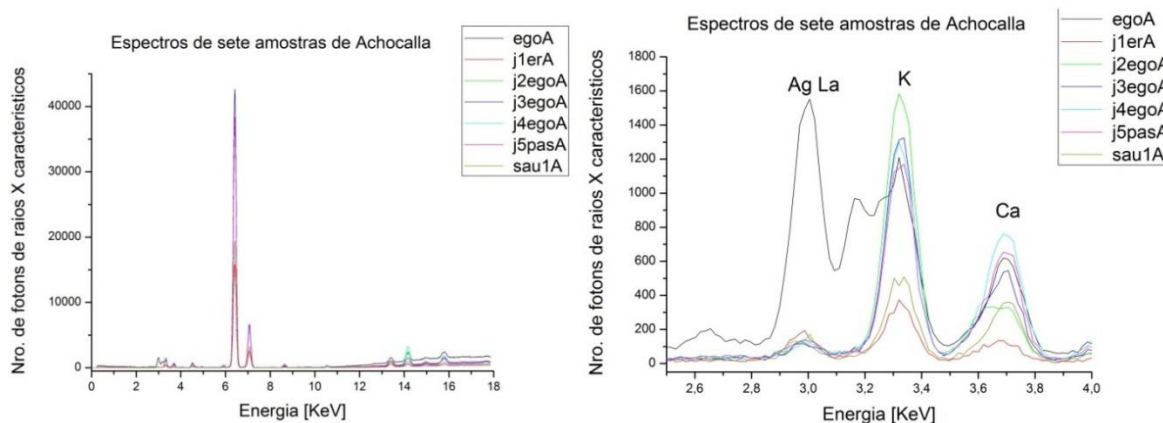 Espectros de sete amostras de Achocalla
egoA
j1erA
j2egoA
j3egoA
j4egoA
j5pasA
sau1A
Nro. de fotons de raios X caracteristicos
40000
30000
20000
10000
0
0 2 4 6 8 10 12 14 16 18
Energia [KeV]
Espectros de sete amostras de Achocalla
egoA
j1erA
j2egoA
j3egoA
j4egoA
j5pasA
sau1A
Nro. de fotons de raios X caracteristicos
1800
1600
1400
1200
1000
800
600
400
200
0
Ag La
K
Ca
2,6 2,8 3,0 3,2 3,4 3,6 3,8 4,0
Energia [KeV]